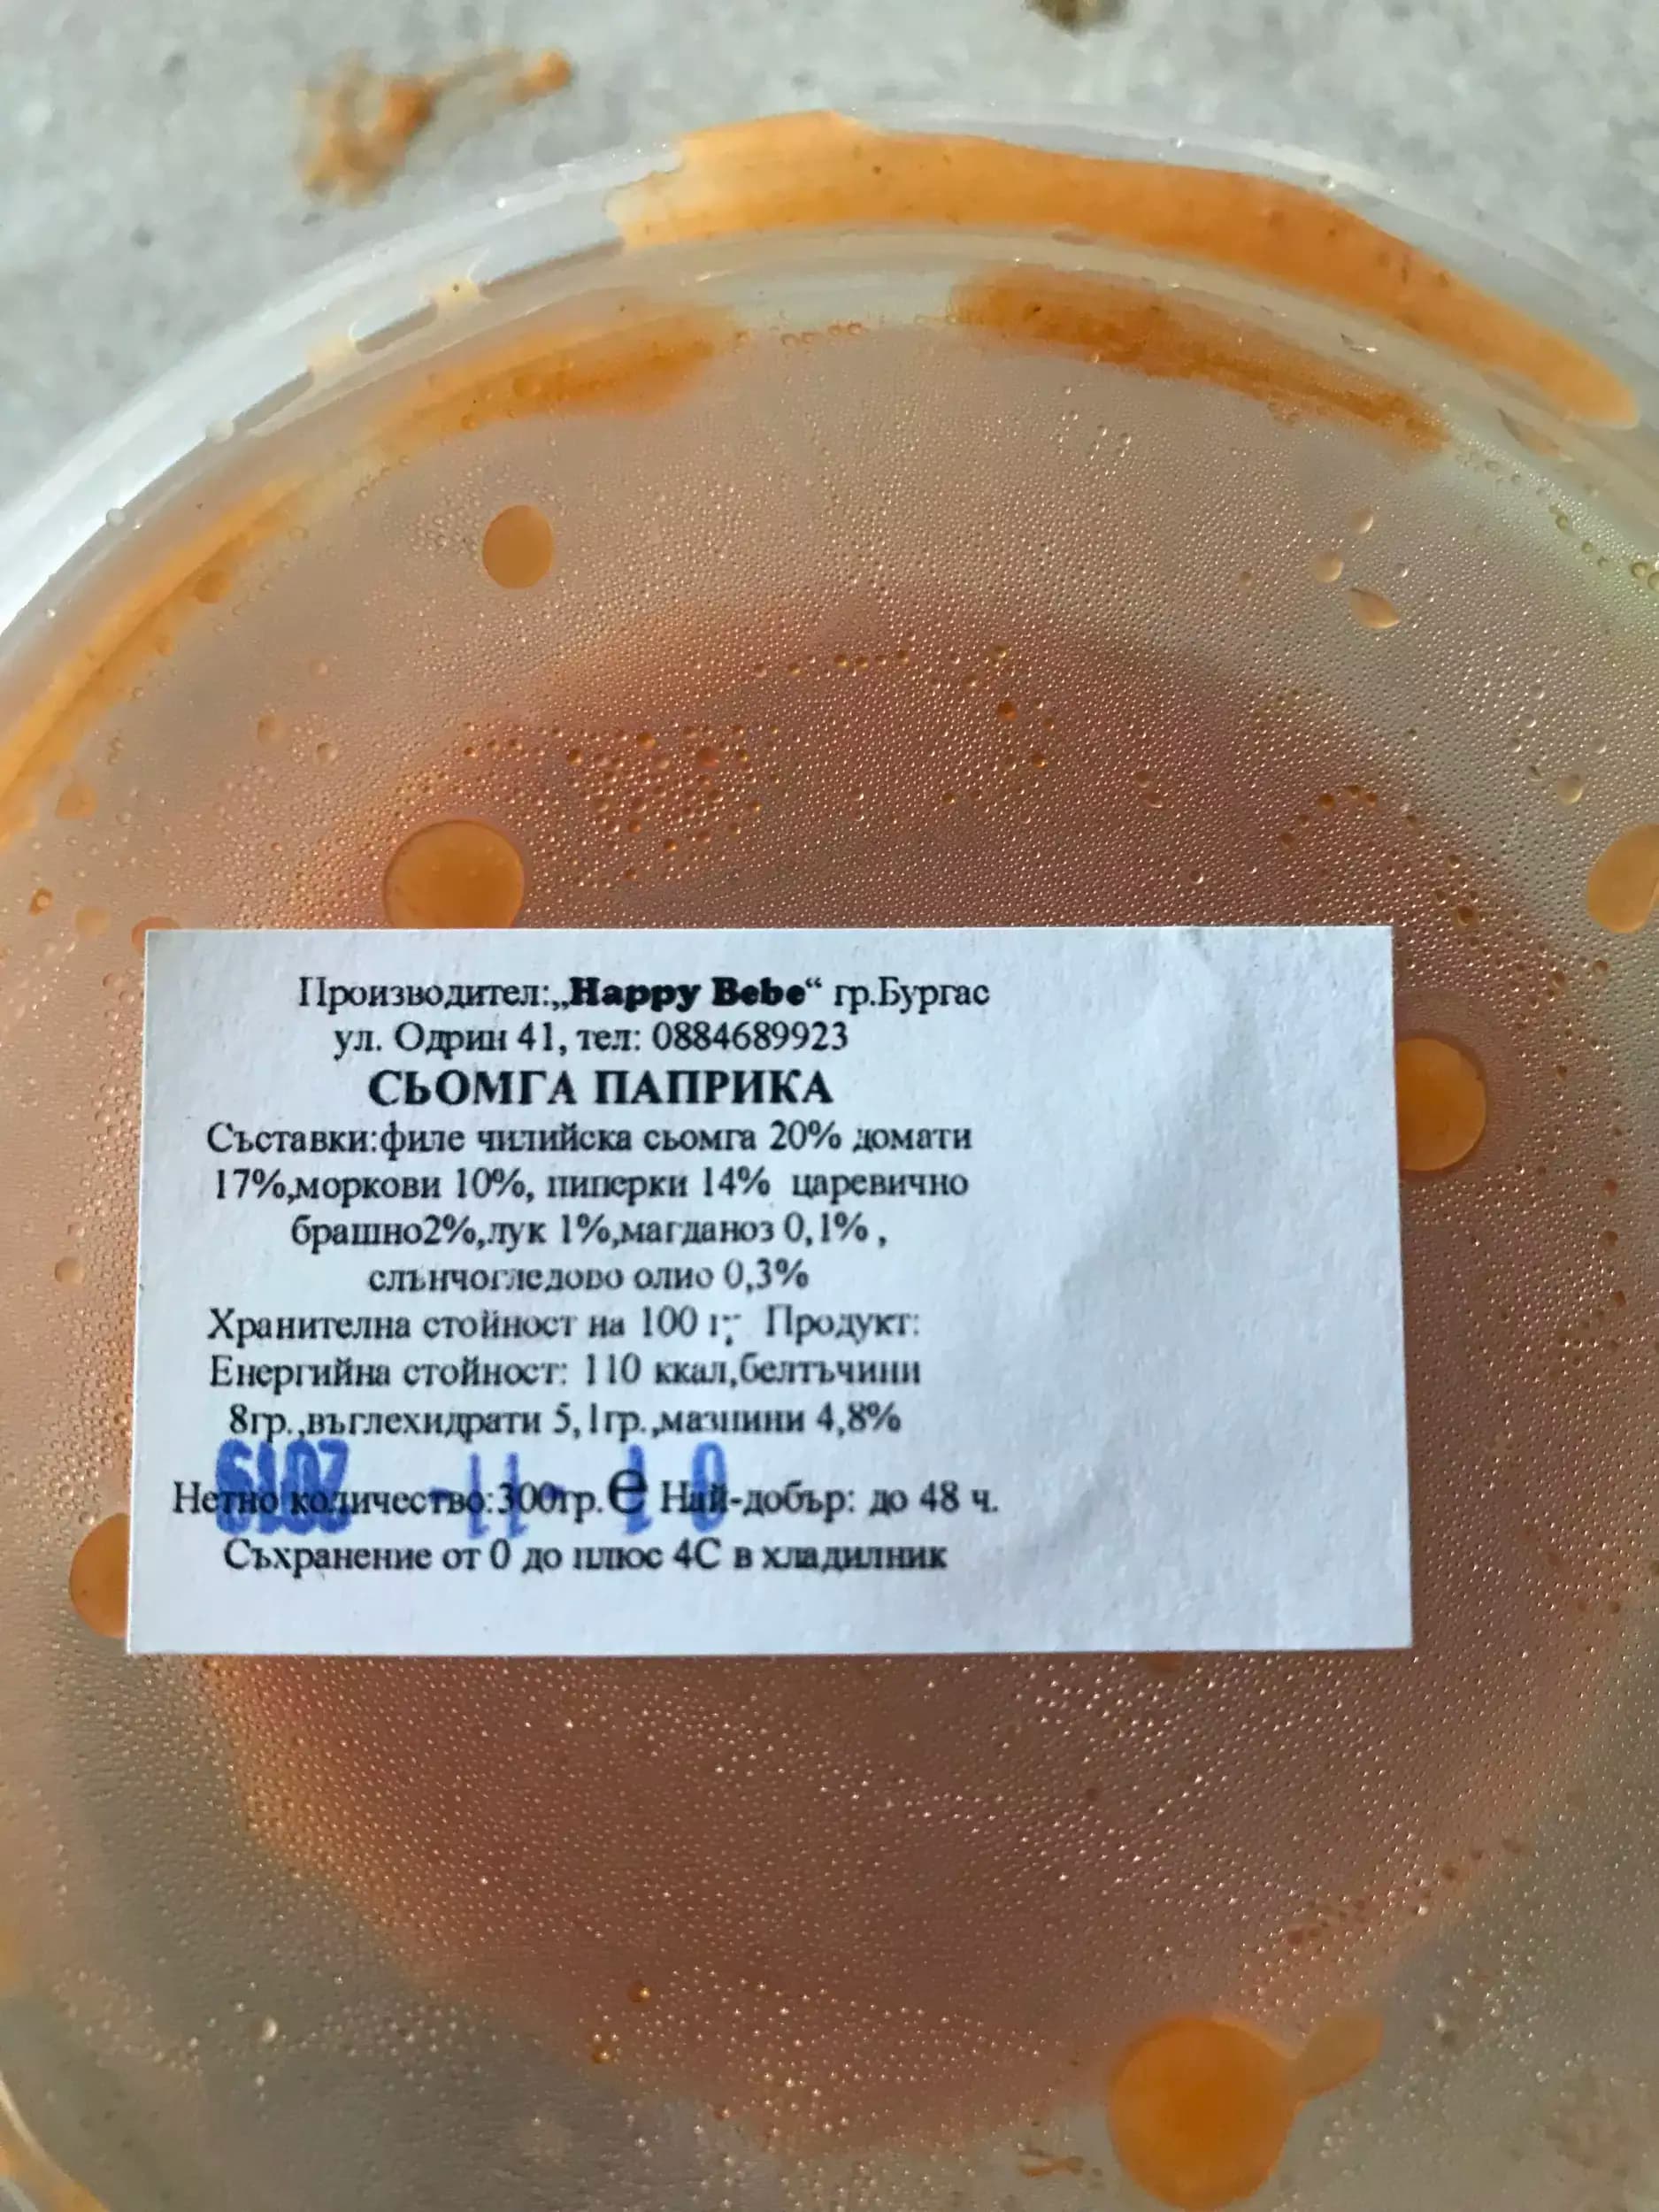 Производител:„Happy Bebe“ гр.Бургас
ул. Одрин 41, тел: 0884689923
СЬОМГА ПАПРИКА
Съставки:филе чилийска сьомга 20% домати
17%,моркови 10%, пиперки 14% царевично
брашно2%,лук 1%,магданоз 0,1% ,
слънчогледово олио 0,3%
Хранителна стойност на 100 г; Продукт:
Енергийна стойност: 110 ккал,белтъчини
8гр.,въглехидрати 5,1гр.,мазнини 4,8%
2019 -11-
Нетно количество:300гр.℮ Най-добър: до 48 ч.
Съхранение от 0 до плюс 4С в хладилник